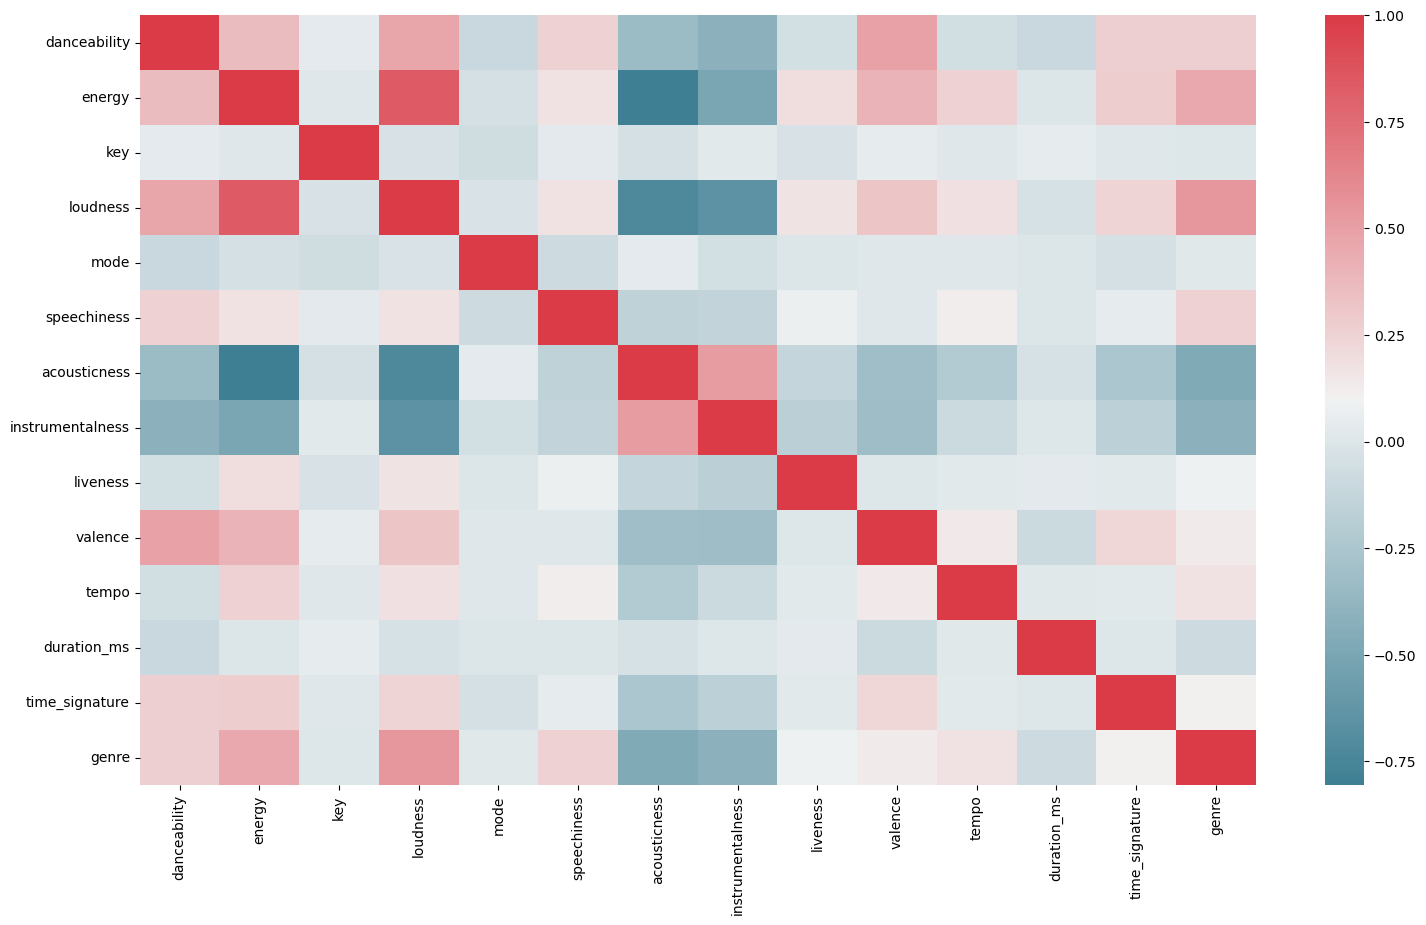 danceability
energy
key
loudness
mode
speechiness
acousticness
instrumentalness
liveness
valence
tempo
duration_ms
time_signature
genre
danceability
energy
key
loudness
mode
speechiness
acousticness
instrumentalness
liveness
valence
tempo
duration_ms
time_signature
genre
1.00
0.75
0.50
0.25
0.00
−0.25
−0.50
−0.75